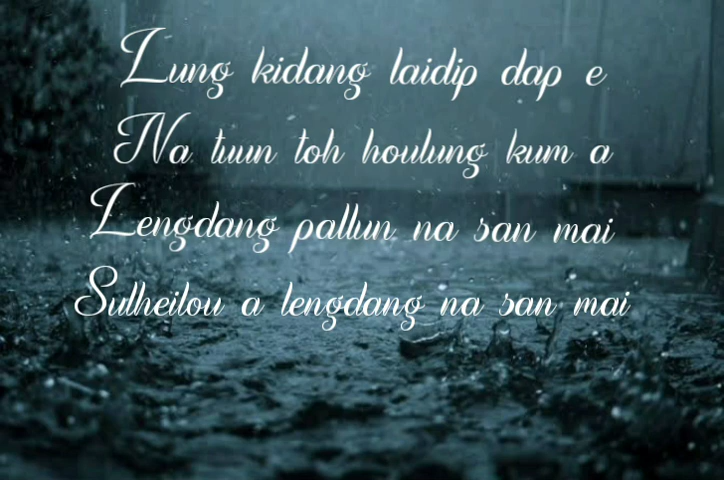 Lung kidang laidip dap e
Na tuun toh houlung kum a
Lengdang pallun na san mai
Sulheilou a lengdang na san mai